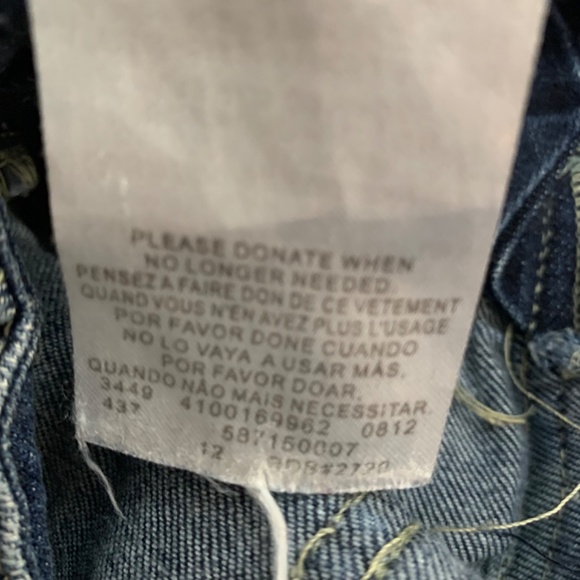 PLEASE DONATE WHEN
NO LONGER NEEDED.
PENSEZ A FAIRE DON DE CE VETEMENT
QUAND VOUS N'EN AVEZ PLUS L'USAGE
POR FAVOR DONE CUANDO
NO LO VAYA A USAR MÁS.
POR FAVOR DOAR,
QUANDO NÃO MAIS NECESSITAR.
3449 4100169962 0812
437 587150007
12